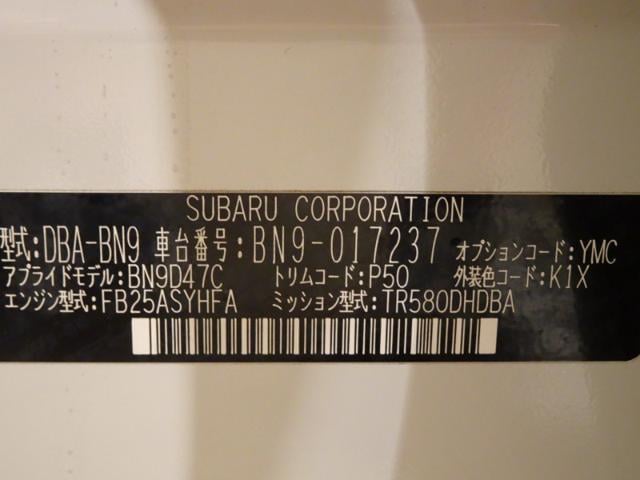 SUBARU CORPORATION
型式:DBA-BN9 車台番号:BN9-017237 オプションコード:YMC
アプライドモデル:BN9D47C トリムコード:P50 外装色コード:K1X
エンジン型式:FB25ASYHFA ミッション型式:TR580DHDBA